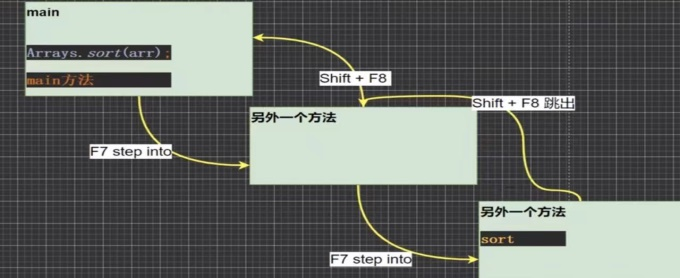 main
Arrays.sort(arr);
main方法
Shift + F8
Shift + F8 跳出
另外一个方法
F7 step into
另外一个方法
sort
F7 step into